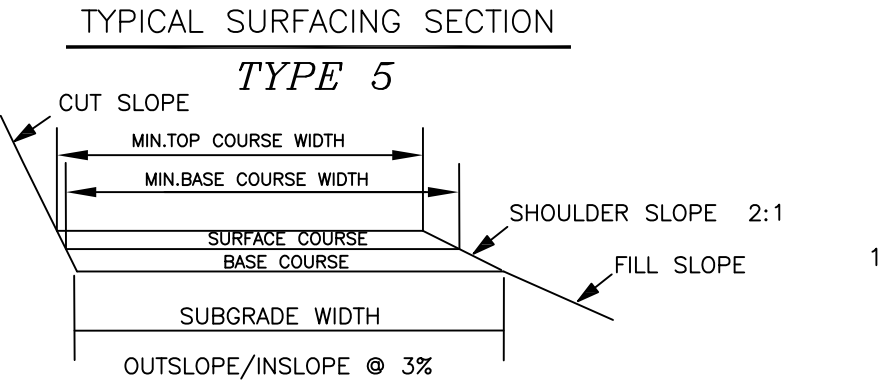 TYPICAL SURFACING SECTION
TYPE 5
CUT SLOPE
MIN.TOP COURSE WIDTH
MIN.BASE COURSE WIDTH
SHOULDER SLOPE 2:1
SURFACE COURSE
BASE COURSE
FILL SLOPE
1
SUBGRADE WIDTH
OUTSLOPE/INSLOPE @ 3%